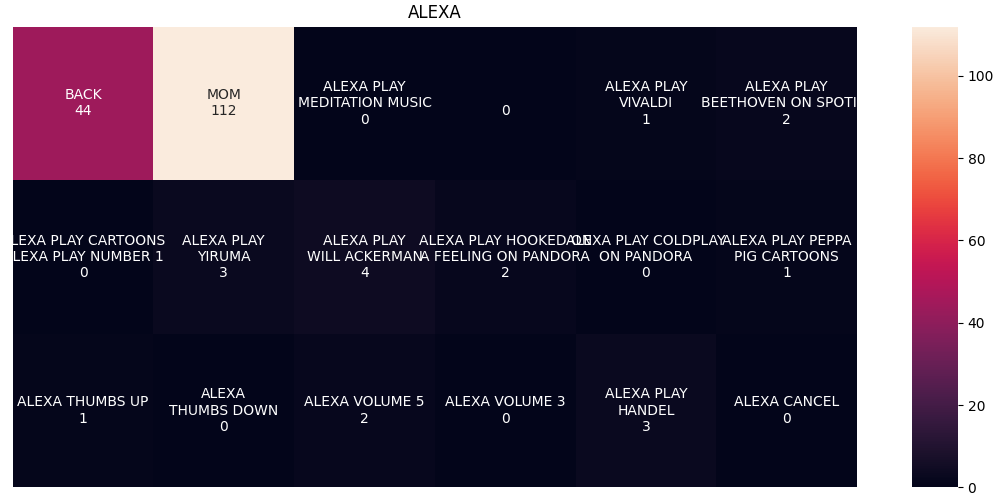 ALEXA
BACK
44
MOM
112
ALEXA PLAY
MEDITATION MUSIC
0
0
ALEXA PLAY
VIVALDI
1
ALEXA PLAY
BEETHOVEN ON SPOTI
2
LEXA PLAY CARTOONS
LEXA PLAY NUMBER 1
0
ALEXA PLAY
YIRUMA
3
ALEXA PLAY
WILL ACKERMAN
4
ALEXA PLAY HOOKED ON
A FEELING ON PANDORA
2
ALEXA PLAY COLDPLAY
ON PANDORA
0
ALEXA PLAY PEPPA
PIG CARTOONS
1
ALEXA THUMBS UP
1
ALEXA
THUMBS DOWN
0
ALEXA VOLUME 5
2
ALEXA VOLUME 3
0
ALEXA PLAY
HANDEL
3
ALEXA CANCEL
0
100
80
60
40
20
0